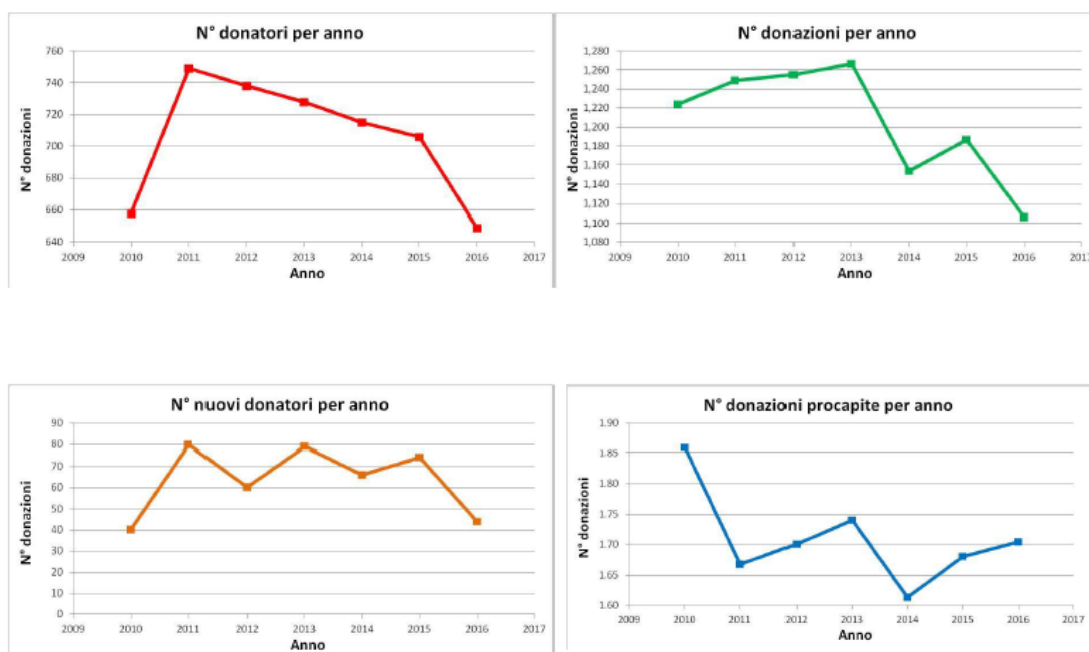 N° donatori per anno
N° donazioni
760
740
720
700
680
660
640
2009 2010 2011 2012 2013 2014 2015 2016 2017
Anno
N° donazioni per anno
N° donazioni
1,280
1,260
1,240
1,220
1,200
1,180
1,160
1,140
1,120
1,100
1,080
2009 2010 2011 2012 2013 2014 2015 2016 2017
Anno
N° nuovi donatori per anno
N° donazioni
90
80
70
60
50
40
30
20
10
0
2009 2010 2011 2012 2013 2014 2015 2016 2017
Anno
N° donazioni procapite per anno
N° donazioni
1.90
1.85
1.80
1.75
1.70
1.65
1.60
2009 2010 2011 2012 2013 2014 2015 2016 2017
Anno